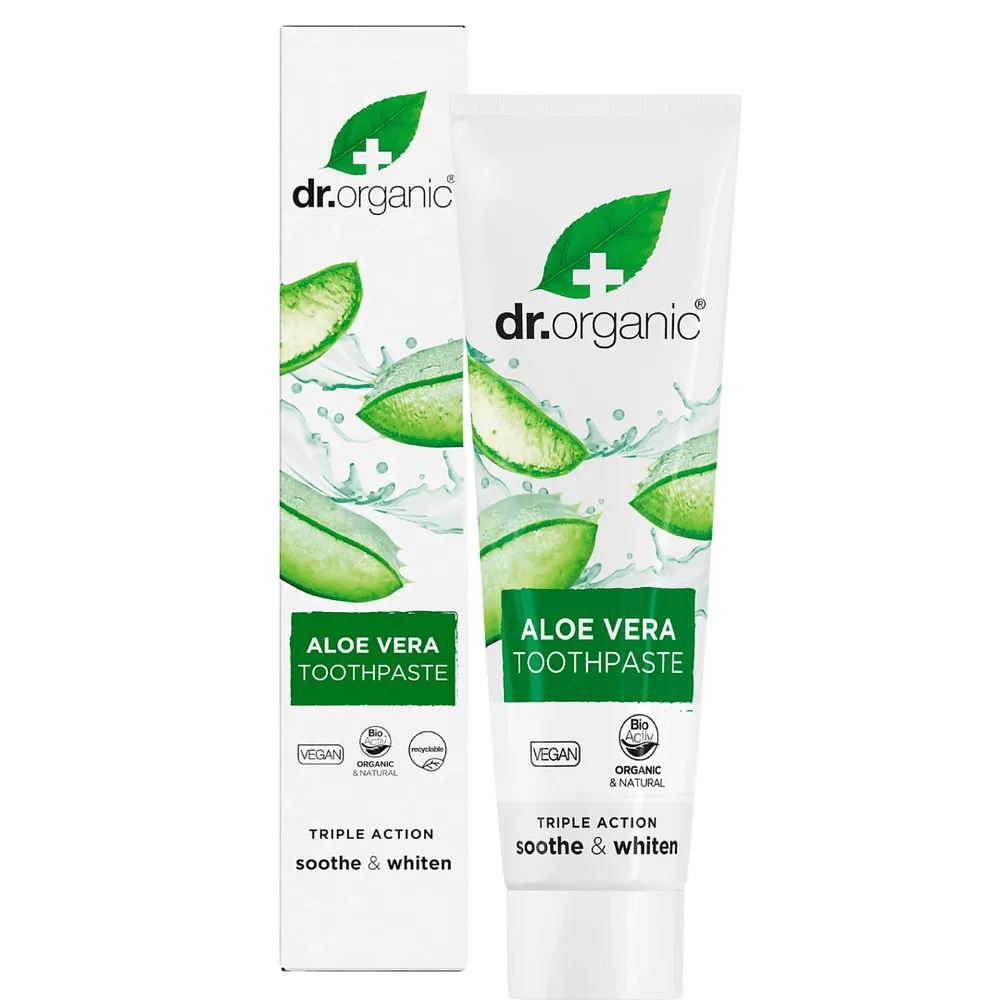 dr.organic®
ALOE VERA
TOOTHPASTE
VEGAN
Bio
Activ
ORGANIC
& NATURAL
recyclable
TRIPLE ACTION
soothe & whiten
dr.organic®
ALOE VERA
TOOTHPASTE
VEGAN
Bio
Activ
ORGANIC
& NATURAL
TRIPLE ACTION
soothe & whiten